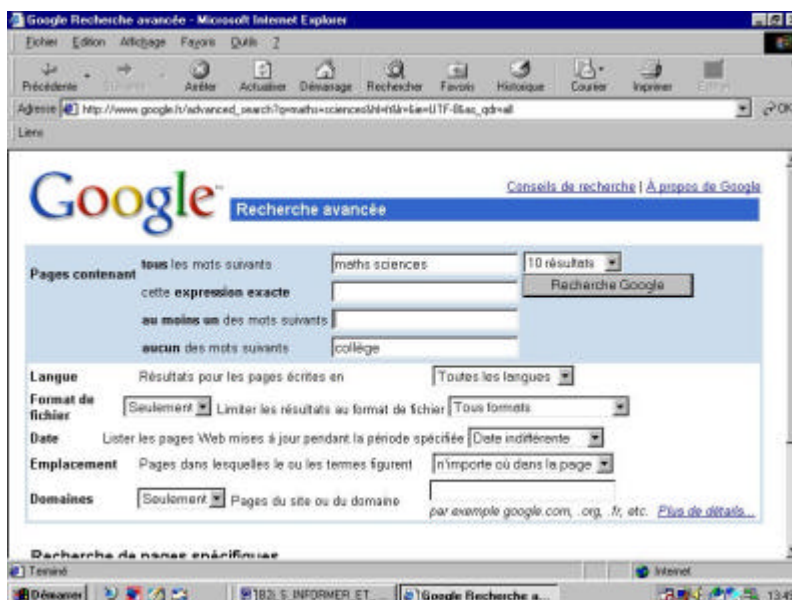 Google Recherche avancée - Microsoft Internet Explorer
Fichier Edition Affichage Favoris Outils ?
Précédente Suivante Arrêter Actualiser Démarrage Rechercher Favoris Historique Courrier Imprimer
Adresse http://www.google.fr/advanced_search?q=maths+sciences&hl=fr&lr=&ie=UTF-8&as_qdr=all OK
Liens
Google™ Recherche avancée Conseils de recherche | À propos de Google
Pages contenant tous les mots suivants maths sciences 10 résultats
cette expression exacte Recherche Google
au moins un des mots suivants
aucun des mots suivants collège
Langue Résultats pour les pages écrites en Toutes les langues
Format de fichier Seulement Limiter les résultats au format de fichier Tous formats
Date Lister les pages Web mises à jour pendant la période spécifiée Date indifférente
Emplacement Pages dans lesquelles le ou les termes figurent n'importe où dans la page
Domaines Seulement Pages du site ou du domaine
par exemple google.com, .org, .fr, etc. Plus de détails...
Recherche de pages spécifiques
Terminé Internet
Démarrer S INFORMER ET ... Google Recherche a...